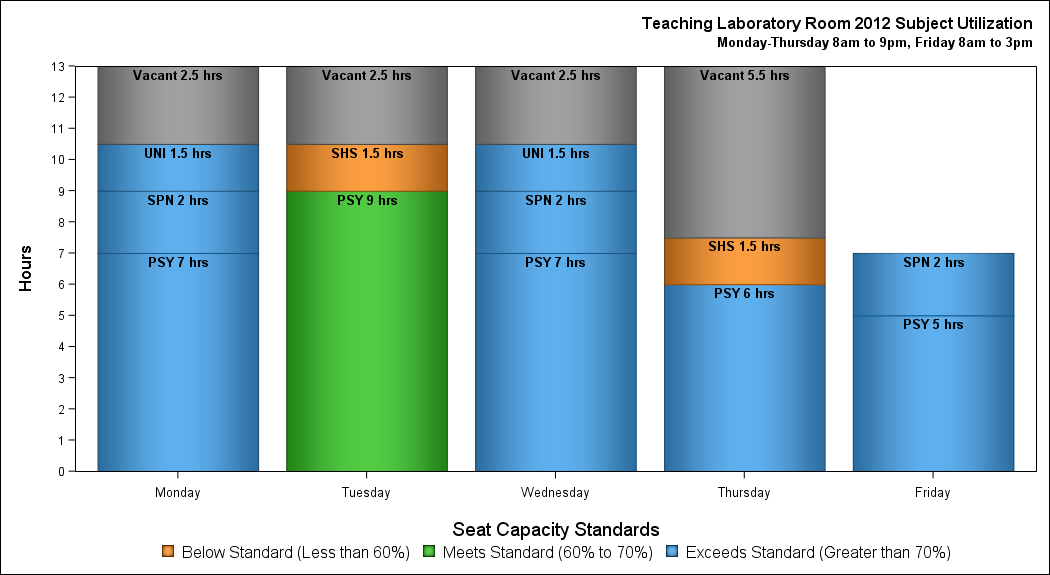 Teaching Laboratory Room 2012 Subject Utilization
Monday-Thursday 8am to 9pm, Friday 8am to 3pm
Hours
13
12
11
10
9
8
7
6
5
4
3
2
1
0
Vacant 2.5 hrs
UNI 1.5 hrs
SPN 2 hrs
PSY 7 hrs
Vacant 2.5 hrs
SHS 1.5 hrs
PSY 9 hrs
Vacant 2.5 hrs
UNI 1.5 hrs
SPN 2 hrs
PSY 7 hrs
Vacant 5.5 hrs
SHS 1.5 hrs
PSY 6 hrs
SPN 2 hrs
PSY 5 hrs
Monday Tuesday Wednesday Thursday Friday
Seat Capacity Standards
Below Standard (Less than 60%) Meets Standard (60% to 70%) Exceeds Standard (Greater than 70%)